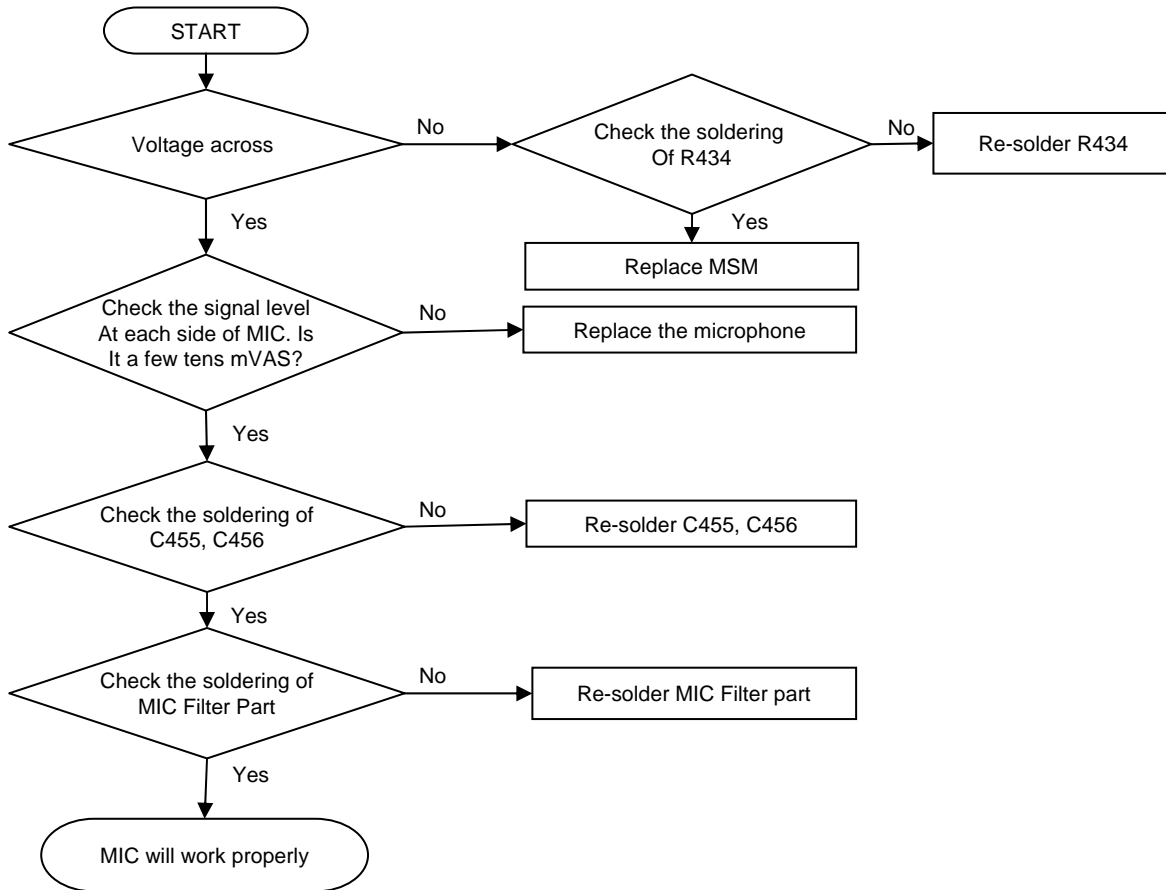 START
Voltage across
No
Check the soldering
Of R434
No
Re-solder R434
Yes
Yes
Replace MSM
Check the signal level
At each side of MIC. Is
It a few tens mVAS?
No
Replace the microphone
Yes
Check the soldering of
C455, C456
No
Re-solder C455, C456
Yes
Check the soldering of
MIC Filter Part
No
Re-solder MIC Filter part
Yes
MIC will work properly